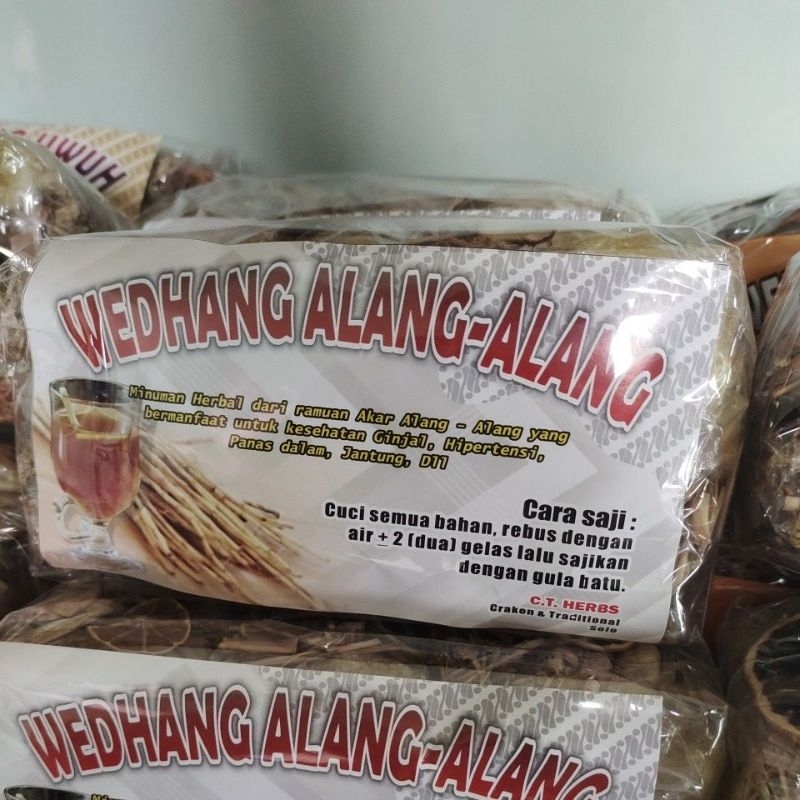 UWUH
WEDHANG ALANG-ALANG
Minuman Herbal dari ramuan Akar Alang - Alang yang
bermanfaat untuk kesehatan Ginjal, Hipertensi,
Panas dalam, Jantung, Dll
Cara saji :
Cuci semua bahan, rebus dengan
air ± 2 (dua) gelas lalu sajikan
dengan gula batu.
C.T. HERBS
Craken & Traditional
Solo
WEDHANG ALANG-ALANG